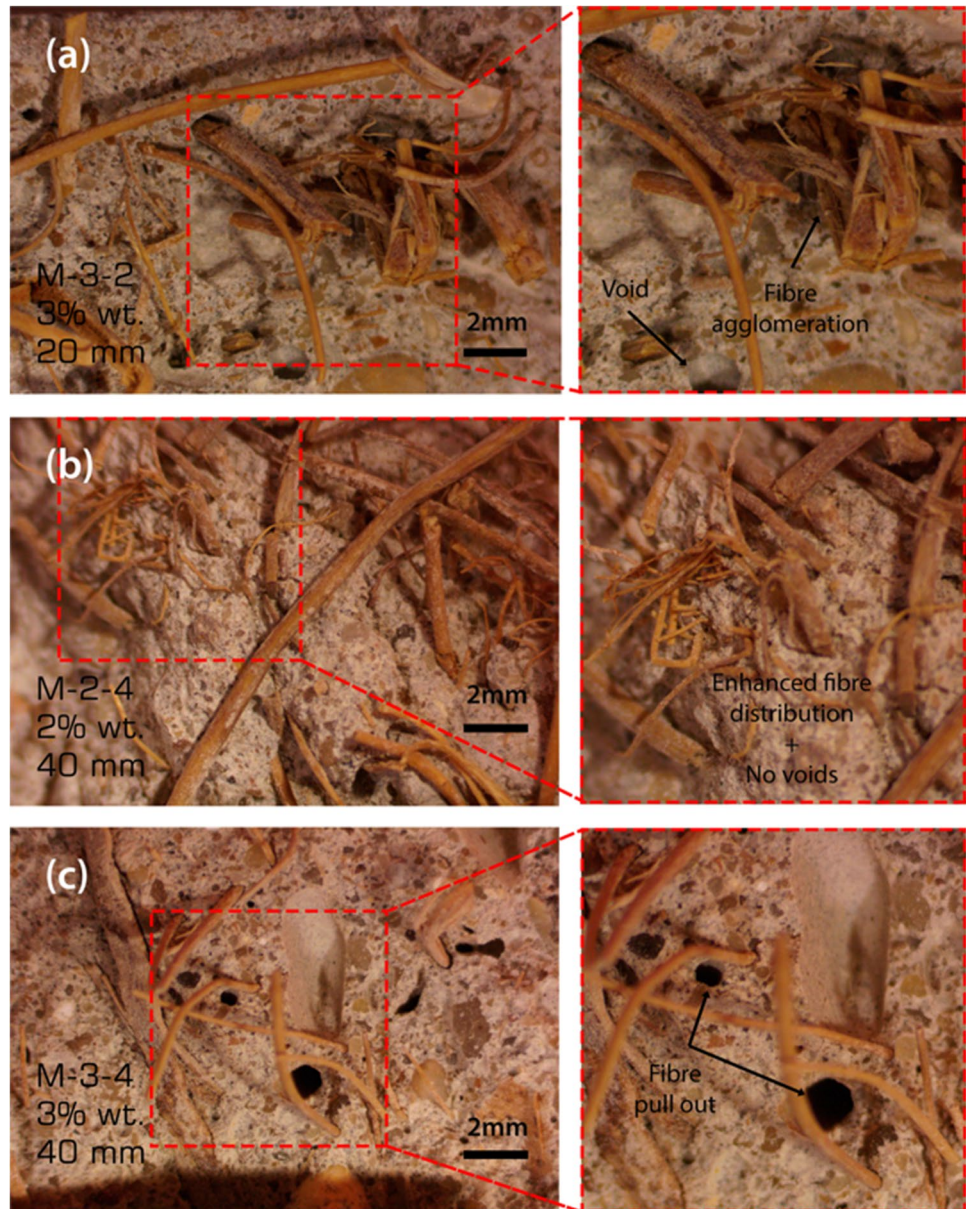 (a)
M-3-2
3% wt.
20 mm
2mm
Void
Fibre
agglomeration
(b)
M-2-4
2% wt.
40 mm
2mm
Enhanced fibre
distribution
+
No voids
(c)
M-3-4
3% wt.
40 mm
2mm
Fibre
pull out